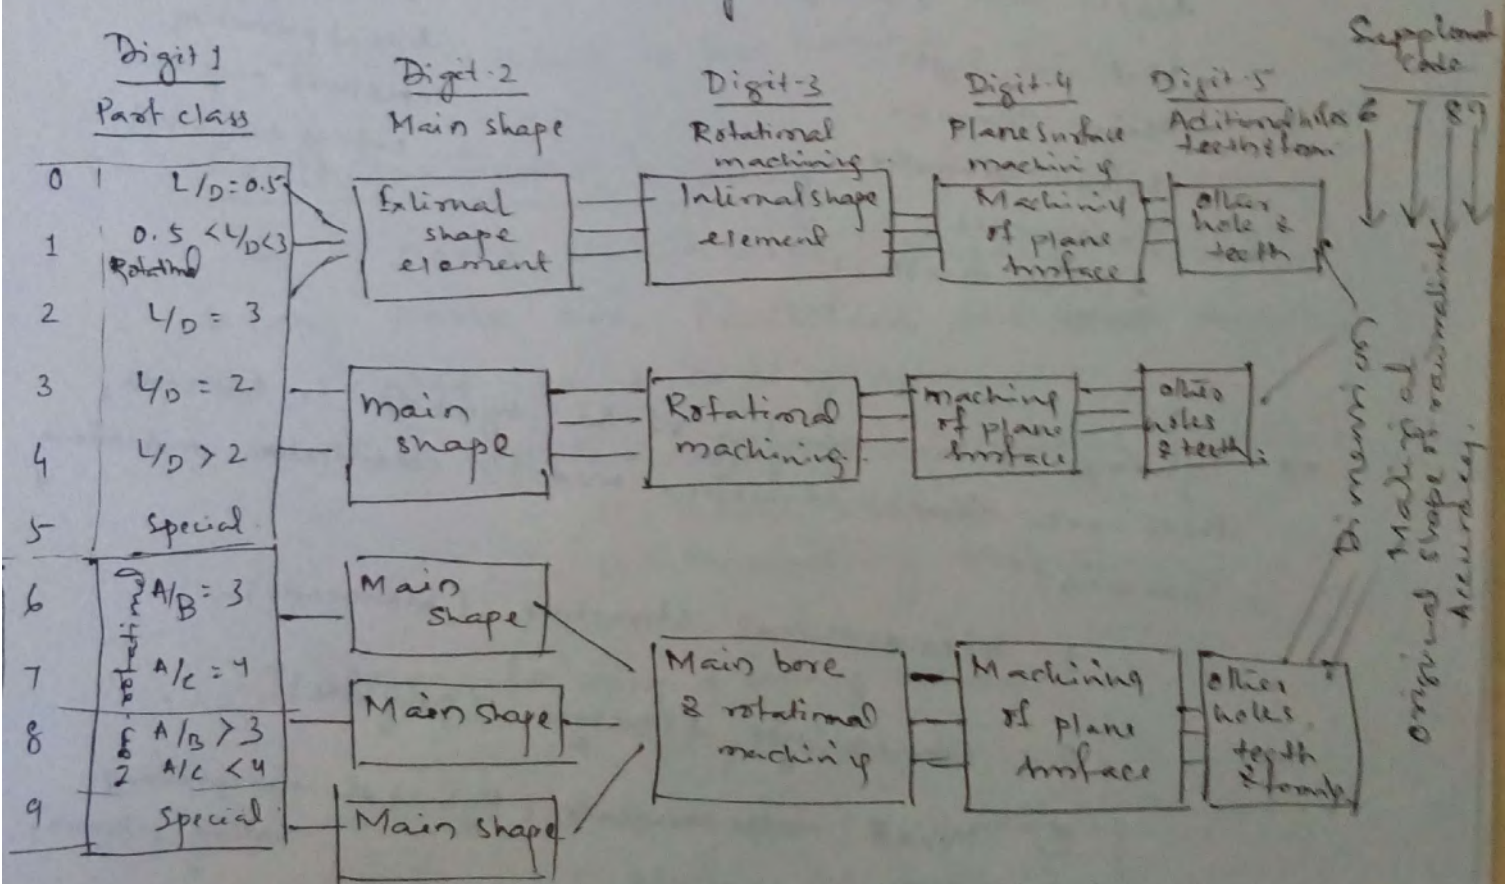 Digit 1
Part class
Digit-2
Main shape
Digit-3
Rotational
machining
Digit-4
Plane surface
machining
Digit-5
Aditional holes
teeth & form
Supplement
Code
6 7 8 9
0 L/D = 0.5
1 0.5 < L/D < 3
Rotational
2 L/D = 3
3 L/D = 2
4 L/D > 2
5 Special
6 A/B = 3
7 A/C = 4
8 A/B > 3
A/C < 4
9 Special
Non-rotational
External
shape
element
Internal shape
element
Machining
of plane
surface
other
hole &
teeth
main
shape
Rotational
machining.
machining
of plane
surface
other
holes
& teeth.
Main
shape
Main shape
Main shape
Main bore
& rotational
machining
Machining
of plane
surface
other
holes,
teeth
&
Dimension
Material
original shape of raw material
Accuracy.